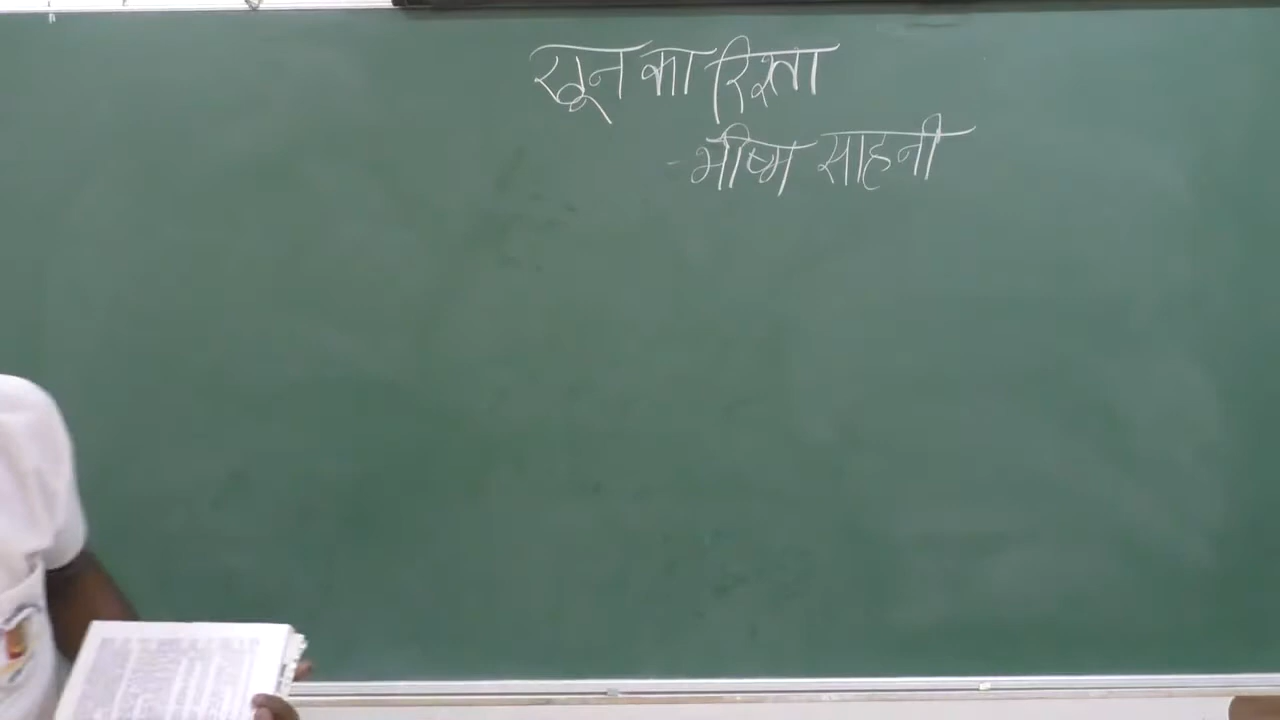 खून का रिश्ता
- भीष्म साहनी